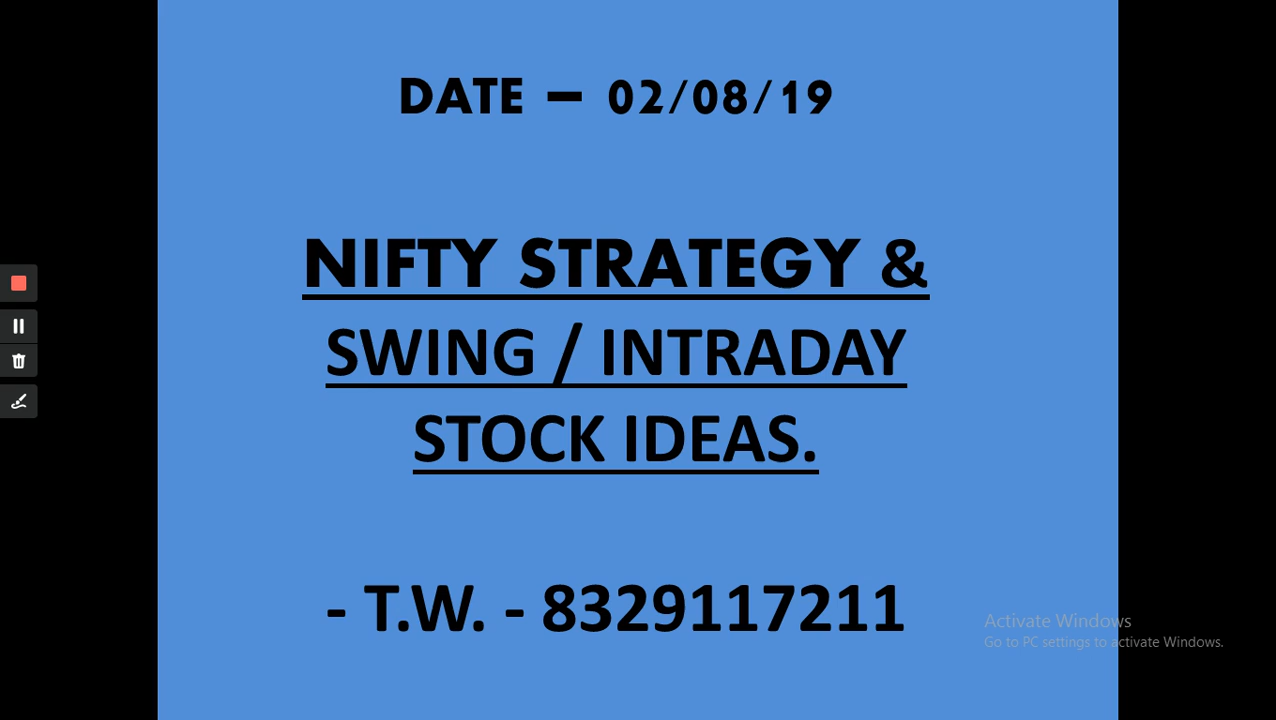 DATE – 02/08/19
NIFTY STRATEGY &
SWING / INTRADAY
STOCK IDEAS.
- T.W. - 8329117211
Activate Windows
Go to PC settings to activate Windows.